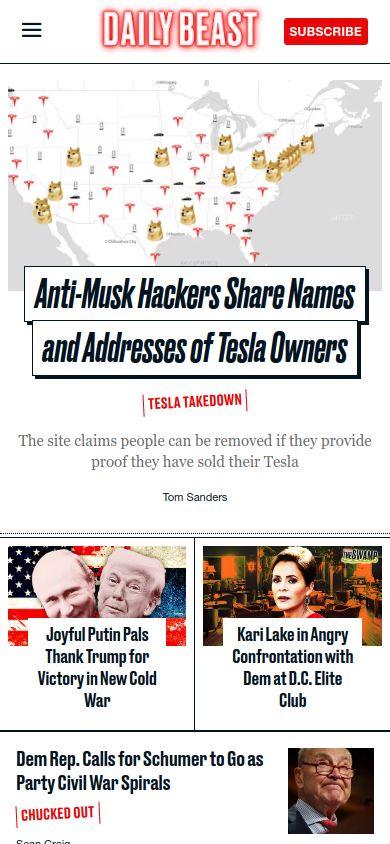 DAILY BEAST
SUBSCRIBE
Anti-Musk Hackers Share Names
and Addresses of Tesla Owners
TESLA TAKEDOWN
The site claims people can be removed if they provide
proof they have sold their Tesla
Tom Sanders
THE SWAMP
Joyful Putin Pals
Thank Trump for
Victory in New Cold
War
Kari Lake in Angry
Confrontation with
Dem at D.C. Elite
Club
Dem Rep. Calls for Schumer to Go as
Party Civil War Spirals
CHUCKED OUT
Sean Craig